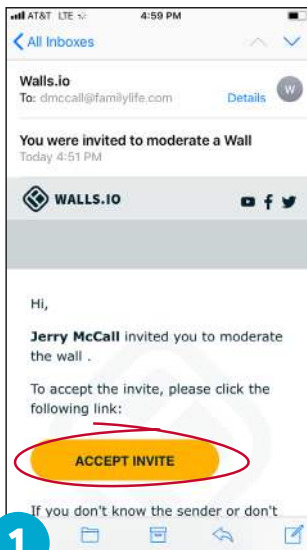 AT&T LTE 4:59 PM
All Inboxes
Walls.io
To: dmccall@familylife.com Details W
You were invited to moderate a Wall
Today 4:51 PM
WALLS.IO
Hi,
Jerry McCall invited you to moderate
the wall .
To accept the invite, please click the
following link:
ACCEPT INVITE
If you don't know the sender or don't
1